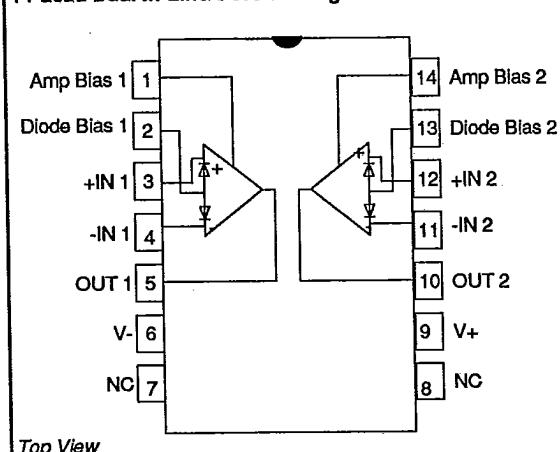 Amp Bias 1 1 14 Amp Bias 2
Diode Bias 1 2 13 Diode Bias 2
+IN 1 3 + + 12 +IN 2
-IN 1 4 - - 11 -IN 2
OUT 1 5 10 OUT 2
V- 6 9 V+
NC 7 8 NC
Top View